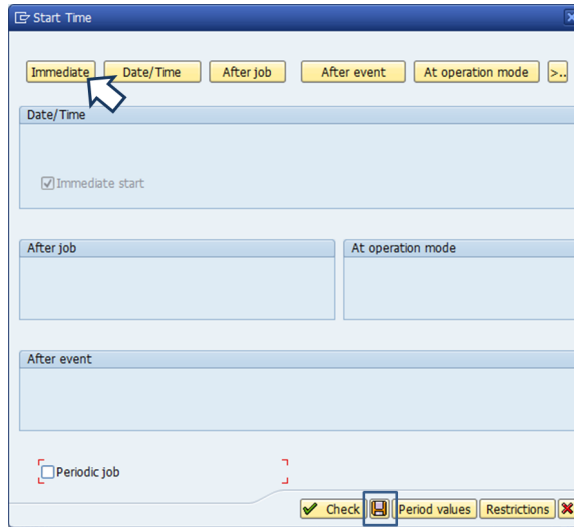 Start Time
Immediate Date/Time After job After event At operation mode >..
Date/Time
Immediate start
After job At operation mode
After event
Periodic job
Check Period values Restrictions